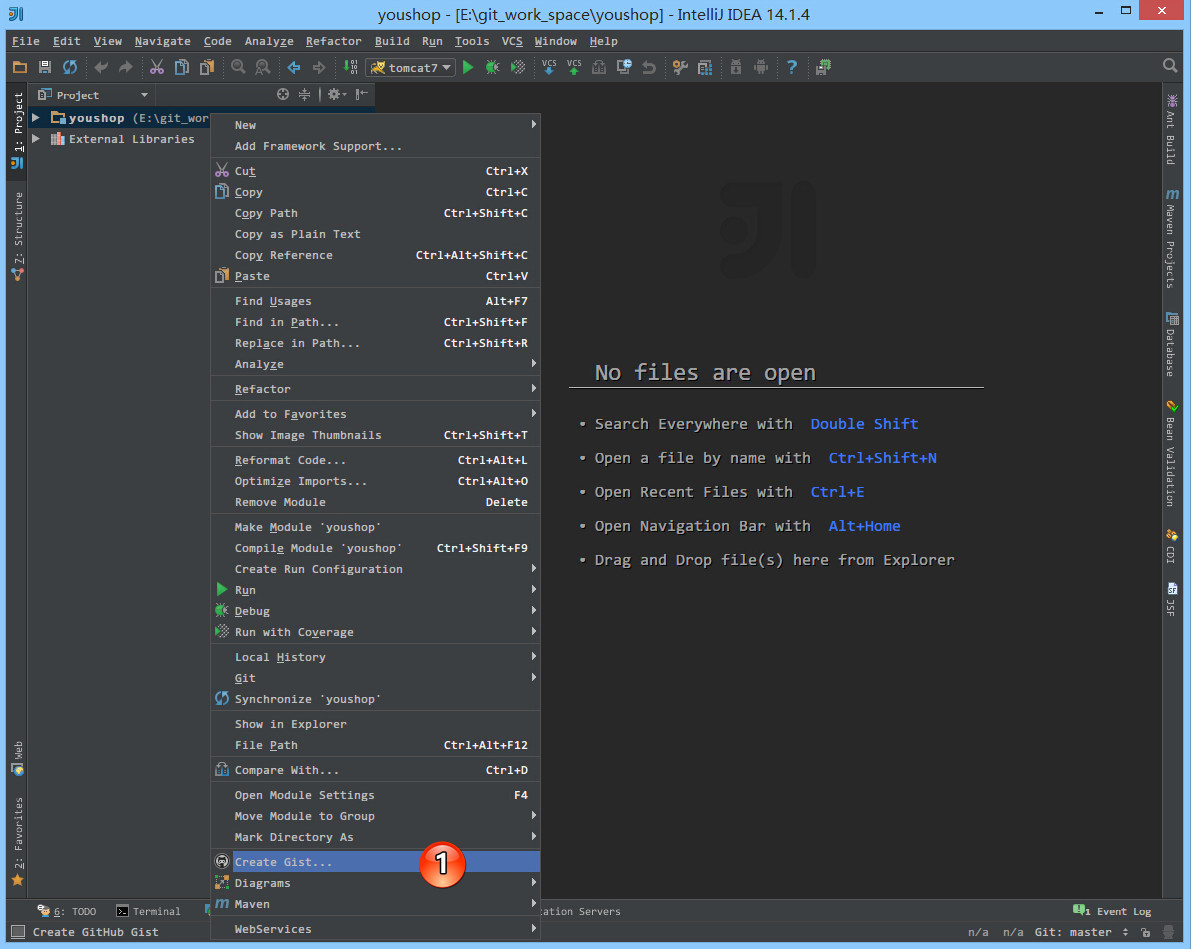 youshop - [E:\git_work_space\youshop] - IntelliJ IDEA 14.1.4
File Edit View Navigate Code Analyze Refactor Build Run Tools VCS Window Help
tomcat7 VCS VCS ?
Project
youshop (E:\git_wor
External Libraries
1: Project
Z: Structure
Web
2: Favorites
New
Add Framework Support...
Cut Ctrl+X
Copy Ctrl+C
Copy Path Ctrl+Shift+C
Copy as Plain Text
Copy Reference Ctrl+Alt+Shift+C
Paste Ctrl+V
Find Usages Alt+F7
Find in Path... Ctrl+Shift+F
Replace in Path... Ctrl+Shift+R
Analyze
Refactor
Add to Favorites
Show Image Thumbnails Ctrl+Shift+T
Reformat Code... Ctrl+Alt+L
Optimize Imports... Ctrl+Alt+O
Remove Module Delete
Make Module 'youshop'
Compile Module 'youshop' Ctrl+Shift+F9
Create Run Configuration
Run
Debug
Run with Coverage
Local History
Git
Synchronize 'youshop'
Show in Explorer
File Path Ctrl+Alt+F12
Compare With... Ctrl+D
Open Module Settings F4
Move Module to Group
Mark Directory As
Create Gist... 1
Diagrams
m Maven
WebServices
No files are open
• Search Everywhere with Double Shift
• Open a file by name with Ctrl+Shift+N
• Open Recent Files with Ctrl+E
• Open Navigation Bar with Alt+Home
• Drag and Drop file(s) here from Explorer
Ant Build
m Maven Projects
Database
Bean Validation
CDI
JSF
6: TODO Terminal
ation Servers
1 Event Log
Create GitHub Gist
n/a n/a Git: master